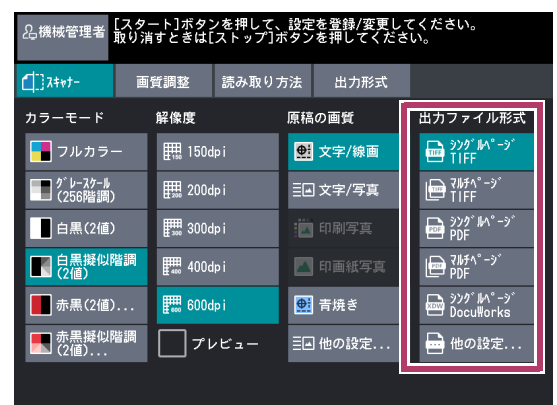 機械管理者
[スタート]ボタンを押して、設定を登録/変更してください。
取り消すときは[ストップ]ボタンを押してください。
スキャナー
画質調整
読み取り方法
出力形式
カラーモード
フルカラー
グレースケール
(256階調)
白黒(2値)
白黒擬似階調
(2値)
赤黒(2値)...
赤黒擬似階調
(2値)...
解像度
150dpi
200dpi
300dpi
400dpi
600dpi
プレビュー
原稿の画質
文字/線画
文字/写真
印刷写真
印画紙写真
青焼き
他の設定...
出力ファイル形式
シングルページ
TIFF
マルチページ
TIFF
シングルページ
PDF
マルチページ
PDF
シングルページ
DocuWorks
他の設定...